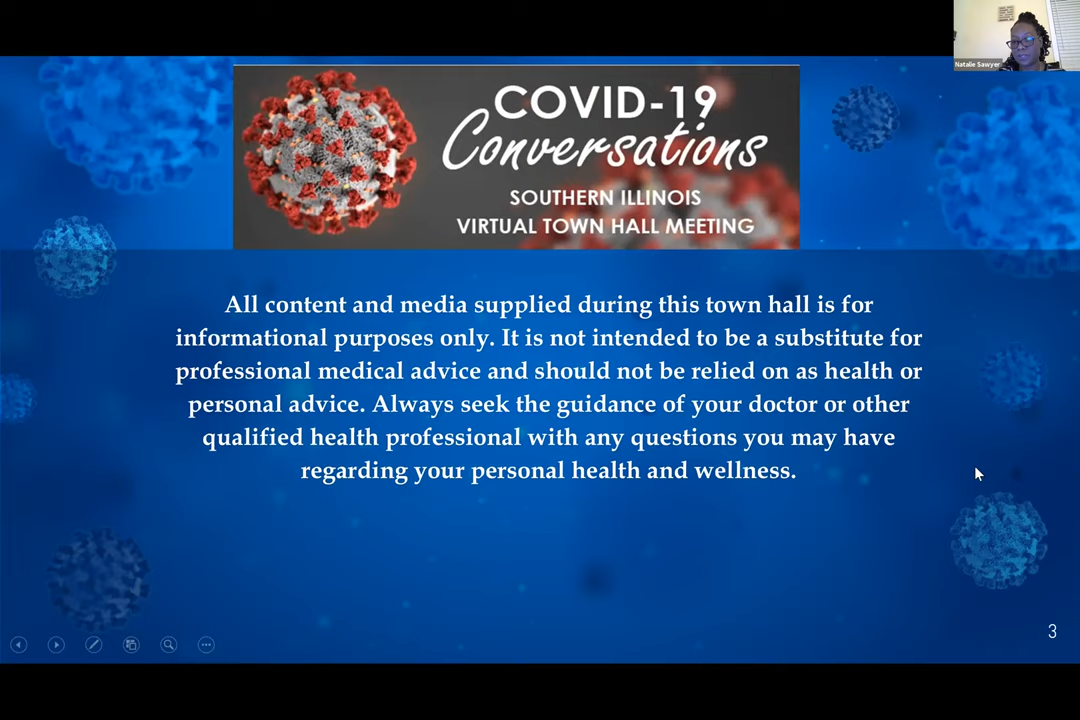 Natalie Sawyer
COVID-19
Conversations
SOUTHERN ILLINOIS
VIRTUAL TOWN HALL MEETING
All content and media supplied during this town hall is for
informational purposes only. It is not intended to be a substitute for
professional medical advice and should not be relied on as health or
personal advice. Always seek the guidance of your doctor or other
qualified health professional with any questions you may have
regarding your personal health and wellness.
3